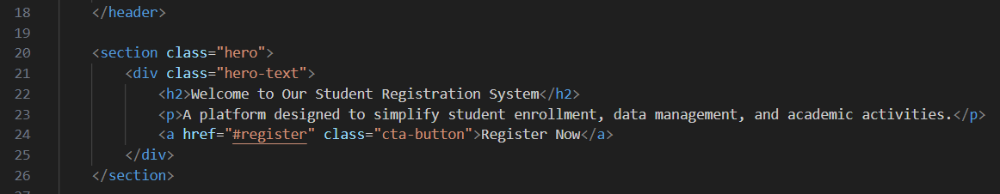 18 </header>
19
20 <section class="hero">
21 <div class="hero-text">
22 <h2>Welcome to Our Student Registration System</h2>
23 <p>A platform designed to simplify student enrollment, data management, and academic activities.</p>
24 <a href="#register" class="cta-button">Register Now</a>
25 </div>
26 </section>